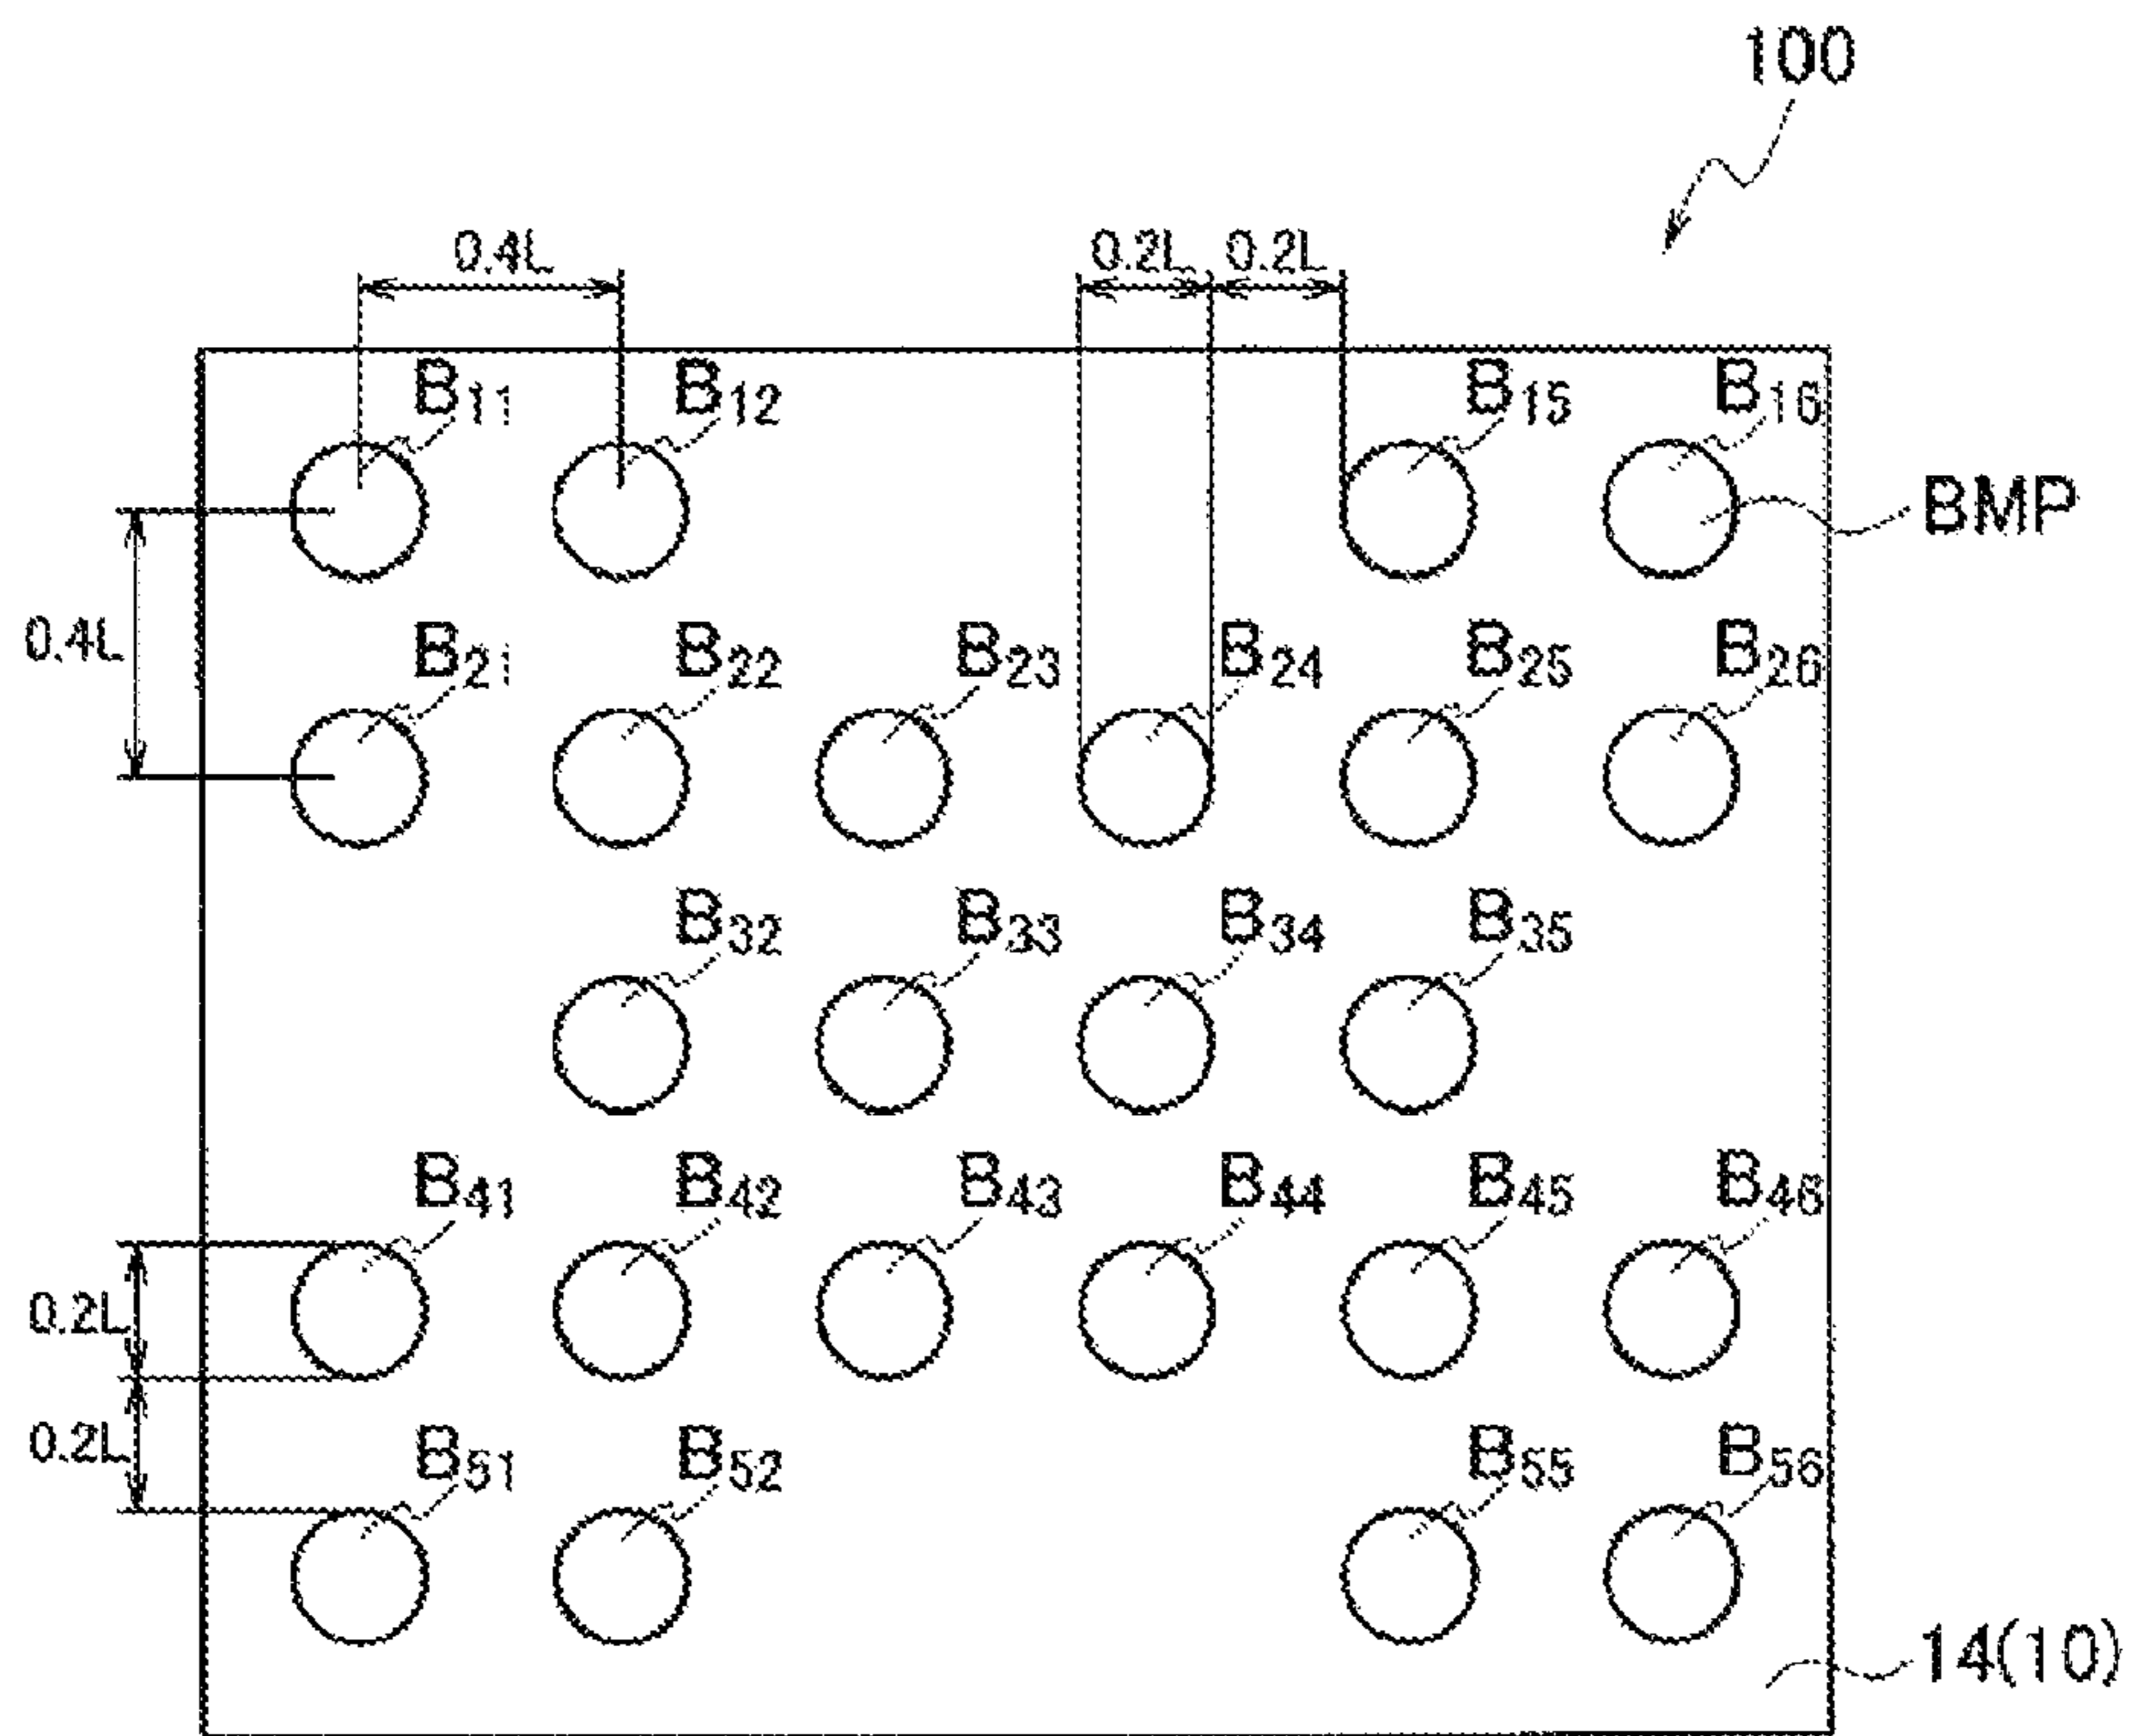 100
0.4L 0.2L 0.2L
B11 B12 B15 B16
BMP
0.4L
B21 B22 B23 B24 B25 B26
B32 B33 B34 B35
B41 B42 B43 B44 B45 B46
0.2L
0.2L
B51 B52 B55 B56
14(10)